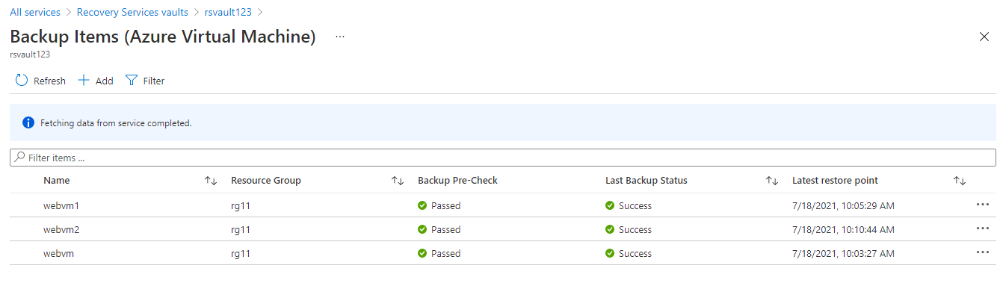 All services > Recovery Services vaults > rsvault123 >
Backup Items (Azure Virtual Machine) ...
rsvault123
Refresh + Add Filter
Fetching data from service completed.
Filter items ...
Name Resource Group Backup Pre-Check Last Backup Status Latest restore point
webvm1 rg11 Passed Success 7/18/2021, 10:05:29 AM ...
webvm2 rg11 Passed Success 7/18/2021, 10:10:44 AM ...
webvm rg11 Passed Success 7/18/2021, 10:03:27 AM ...